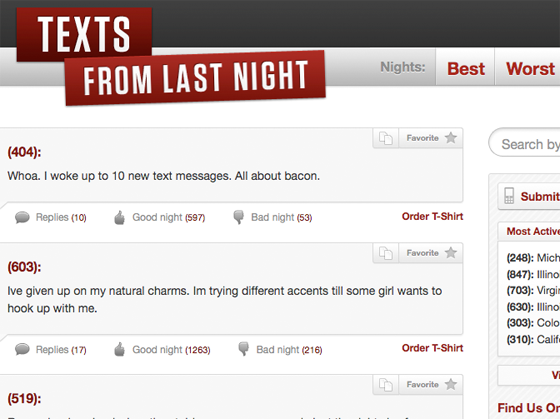 TEXTS
FROM LAST NIGHT
Nights: Best Worst
Favorite
(404):
Whoa. I woke up to 10 new text messages. All about bacon.
Replies (10) Good night (597) Bad night (53) Order T-Shirt
Favorite
(603):
Ive given up on my natural charms. Im trying different accents till some girl wants to
hook up with me.
Replies (17) Good night (1263) Bad night (216) Order T-Shirt
Favorite
(519):
Search by
Submit
Most Active
(248): Mich
(847): Illino
(703): Virgin
(630): Illino
(303): Colo
(310): Califo
Vi
Find Us On